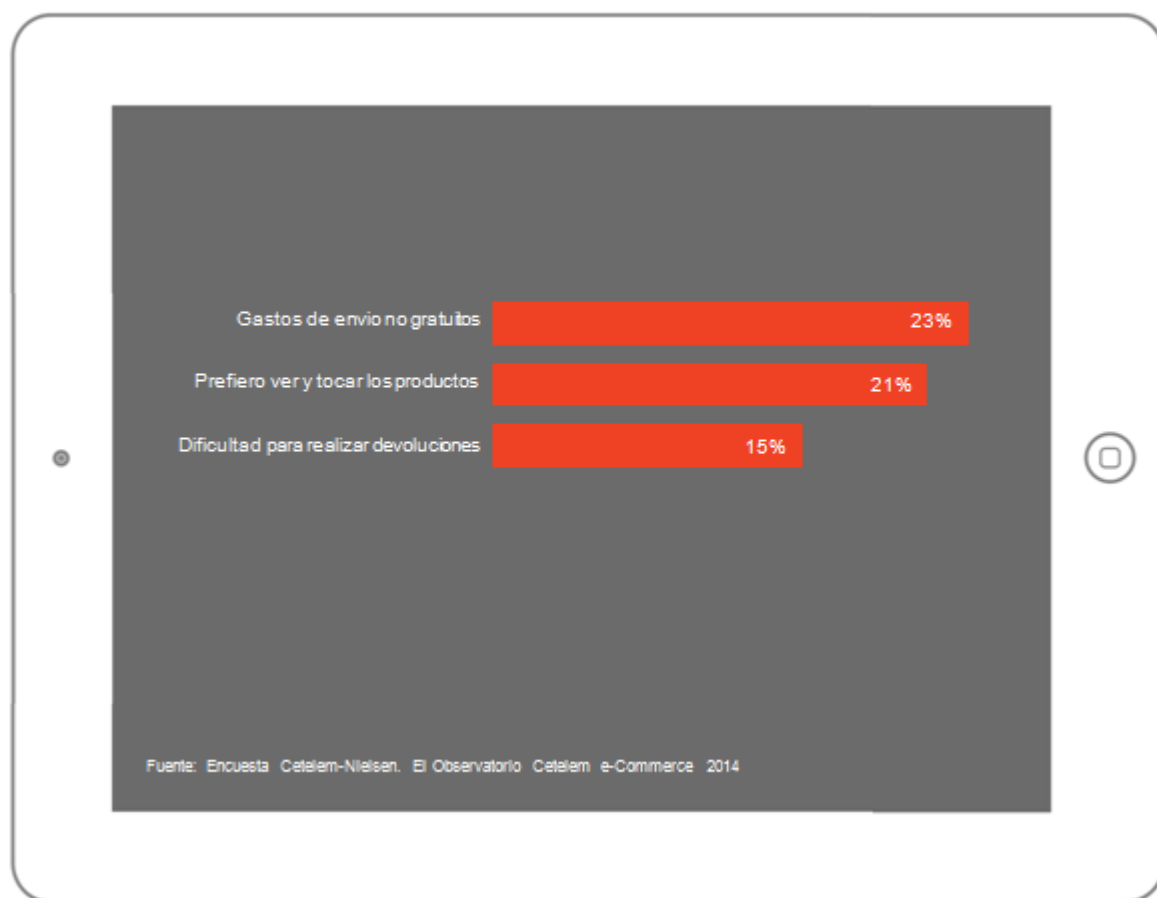 Gastos de envio no gratuitos
23%
Prefiero ver y tocar los productos
21%
Dificultad para realizar devoluciones
15%
Fuente: Encuesta Cetelem-Nielsen. El Observatorio Cetelem e-Commerce 2014